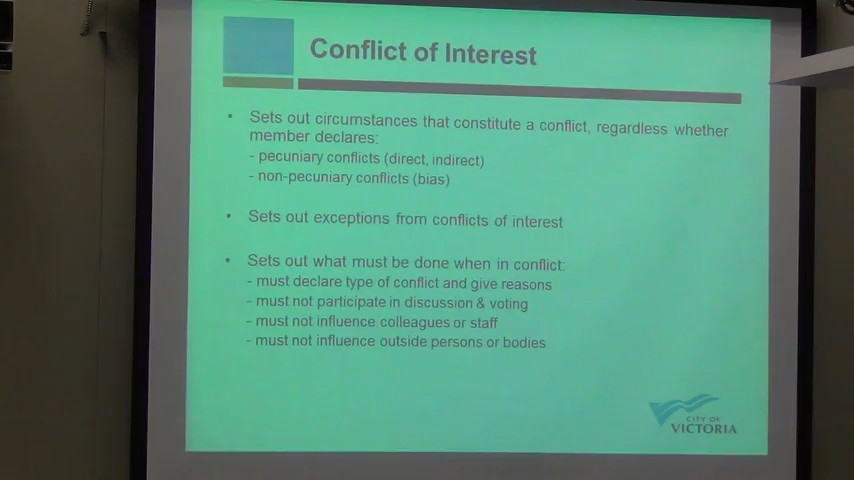 Conflict of Interest
• Sets out circumstances that constitute a conflict, regardless whether
member declares:
- pecuniary conflicts (direct, indirect)
- non-pecuniary conflicts (bias)
• Sets out exceptions from conflicts of interest
• Sets out what must be done when in conflict:
- must declare type of conflict and give reasons
- must not participate in discussion & voting
- must not influence colleagues or staff
- must not influence outside persons or bodies
CITY OF
VICTORIA